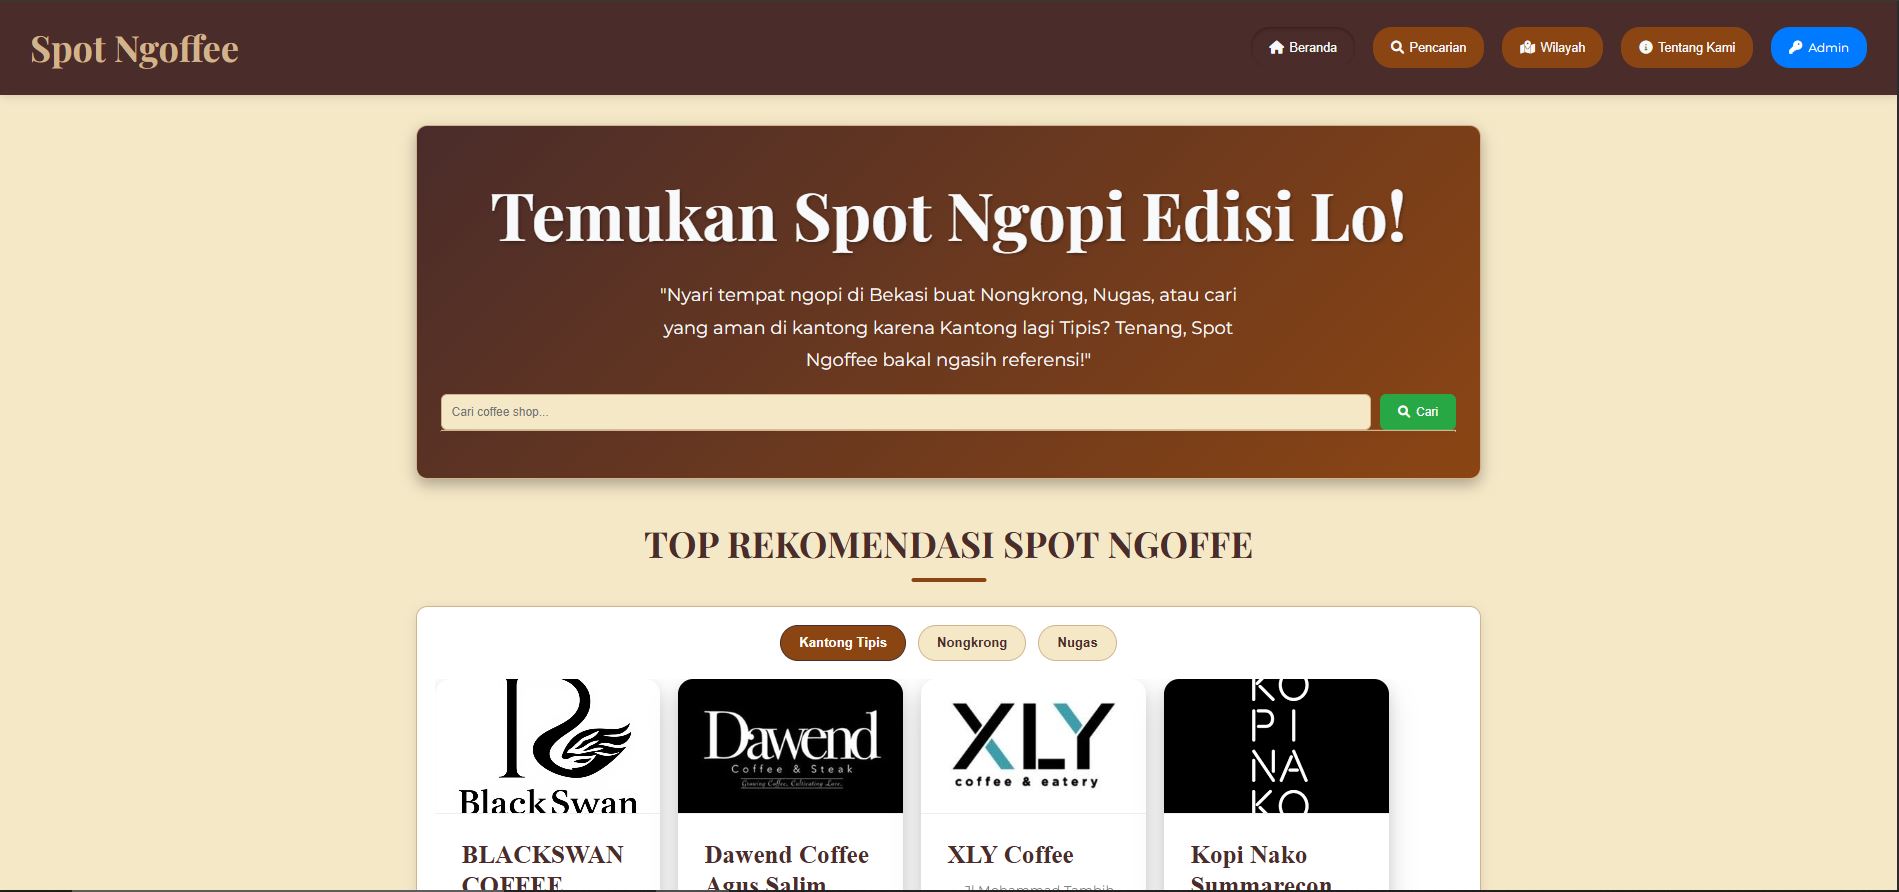 Spot Ngoffee
Beranda
Pencarian
Wilayah
Tentang Kami
Admin
Temukan Spot Ngopi Edisi Lo!
"Nyari tempat ngopi di Bekasi buat Nongkrong, Nugas, atau cari
yang aman di kantong karena Kantong lagi Tipis? Tenang, Spot
Ngoffee bakal ngasih referensi!"
Cari coffee shop...
Cari
TOP REKOMENDASI SPOT NGOFFE
Kantong Tipis
Nongkrong
Nugas
BlackSwan
Dawend
Coffee & Steak
Growing Coffee, Cultivating Love.
XLY
coffee & eatery
KO
PI
NA
KO
BLACKSWAN
COFFEE
Dawend Coffee
Agus Salim
XLY Coffee
Jl Mohammad Tambih
Kopi Nako
Summarecon